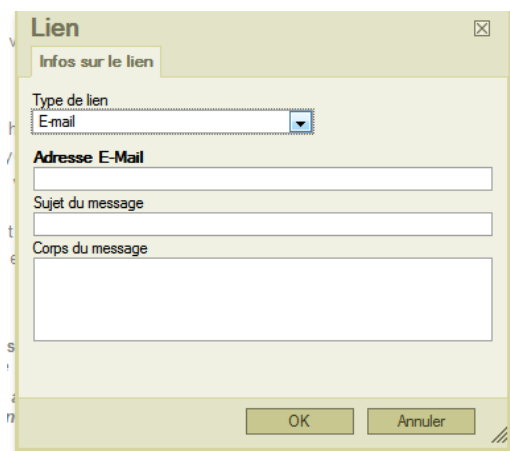 Lien
Infos sur le lien
Type de lien
E-mail
Adresse E-Mail
Sujet du message
Corps du message
OK
Annuler